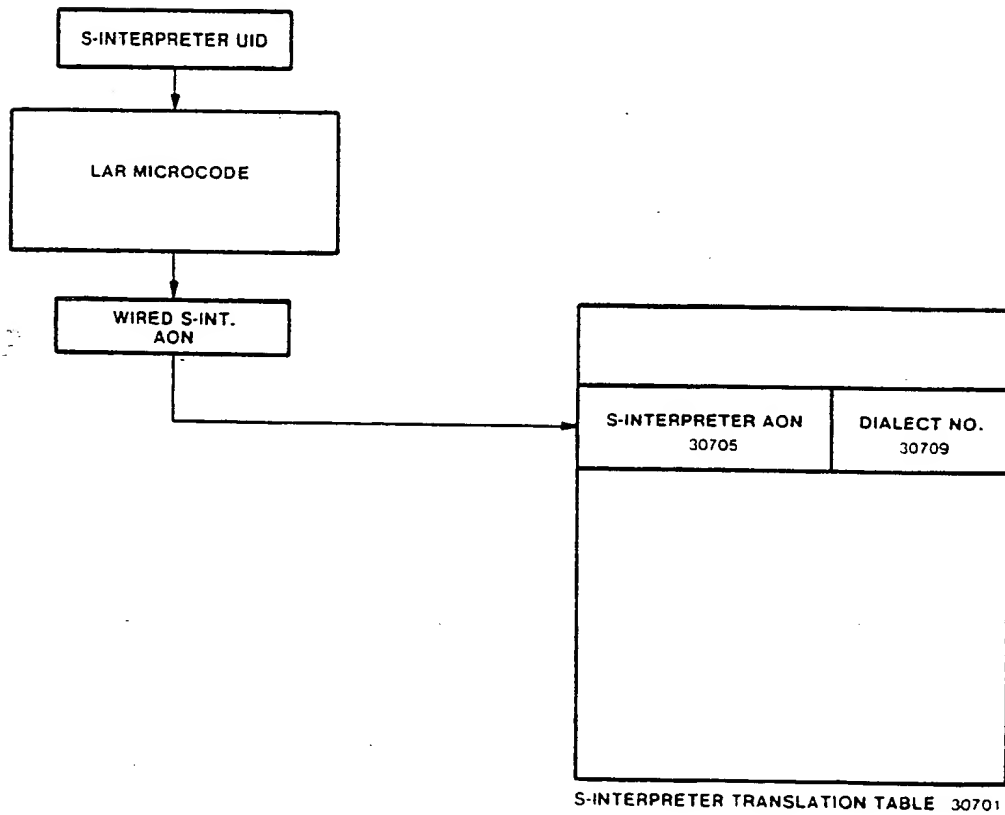 S-INTERPRETER UID
LAR MICROCODE
WIRED S-INT.
AON
S-INTERPRETER AON
30705
DIALECT NO.
30709
S-INTERPRETER TRANSLATION TABLE 30701